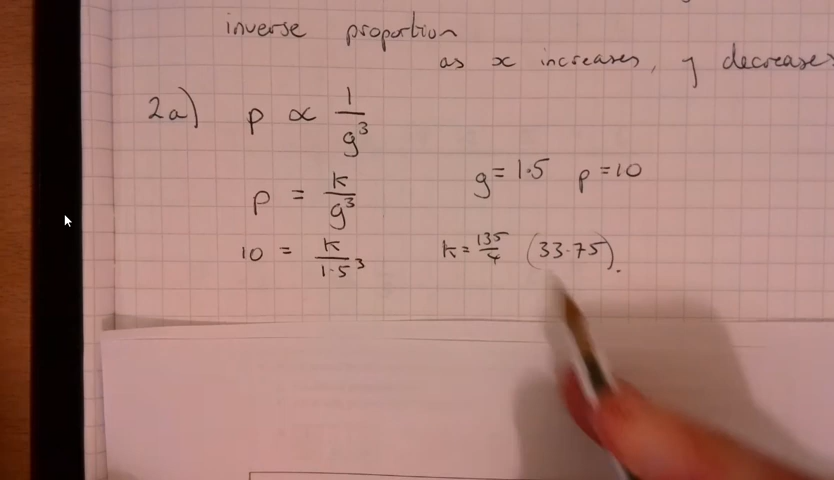 inverse proportion
as x increases, y decreases
2a) p ∝ 1/g³
p = k/g³ g = 1.5 p = 10
10 = k/1.5³ k = 135/4 (33.75).